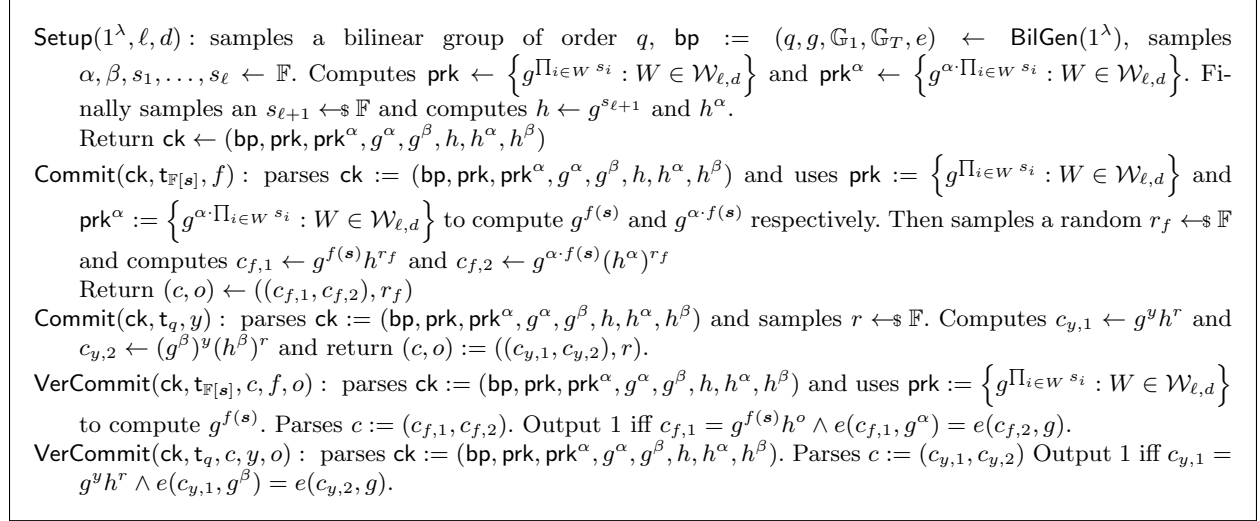 Setup(1^λ, ℓ, d) : samples a bilinear group of order q, bp := (q, g, 𝔾_1, 𝔾_T, e) ← BilGen(1^λ), samples
α, β, s_1, …, s_ℓ ← 𝔽. Computes prk ← {g^{∏_{i∈W} s_i} : W ∈ 𝒲_{ℓ,d}} and prk^α ← {g^{α·∏_{i∈W} s_i} : W ∈ 𝒲_{ℓ,d}}. Fi-
nally samples an s_{ℓ+1} ←$ 𝔽 and computes h ← g^{s_{ℓ+1}} and h^α.
Return ck ← (bp, prk, prk^α, g^α, g^β, h, h^α, h^β)
Commit(ck, t_{𝔽[𝒔]}, f) : parses ck := (bp, prk, prk^α, g^α, g^β, h, h^α, h^β) and uses prk := {g^{∏_{i∈W} s_i} : W ∈ 𝒲_{ℓ,d}} and
prk^α := {g^{α·∏_{i∈W} s_i} : W ∈ 𝒲_{ℓ,d}} to compute g^{f(𝒔)} and g^{α·f(𝒔)} respectively. Then samples a random r_f ←$ 𝔽
and computes c_{f,1} ← g^{f(𝒔)}h^{r_f} and c_{f,2} ← g^{α·f(𝒔)}(h^α)^{r_f}
Return (c, o) ← ((c_{f,1}, c_{f,2}), r_f)
Commit(ck, t_q, y) : parses ck := (bp, prk, prk^α, g^α, g^β, h, h^α, h^β) and samples r ←$ 𝔽. Computes c_{y,1} ← g^y h^r and
c_{y,2} ← (g^β)^y(h^β)^r and return (c, o) := ((c_{y,1}, c_{y,2}), r).
VerCommit(ck, t_{𝔽[𝒔]}, c, f, o) : parses ck := (bp, prk, prk^α, g^α, g^β, h, h^α, h^β) and uses prk := {g^{∏_{i∈W} s_i} : W ∈ 𝒲_{ℓ,d}}
to compute g^{f(𝒔)}. Parses c := (c_{f,1}, c_{f,2}). Output 1 iff c_{f,1} = g^{f(𝒔)}h^o ∧ e(c_{f,1}, g^α) = e(c_{f,2}, g).
VerCommit(ck, t_q, c, y, o) : parses ck := (bp, prk, prk^α, g^α, g^β, h, h^α, h^β). Parses c := (c_{y,1}, c_{y,2}) Output 1 iff c_{y,1} =
g^y h^r ∧ e(c_{y,1}, g^β) = e(c_{y,2}, g).